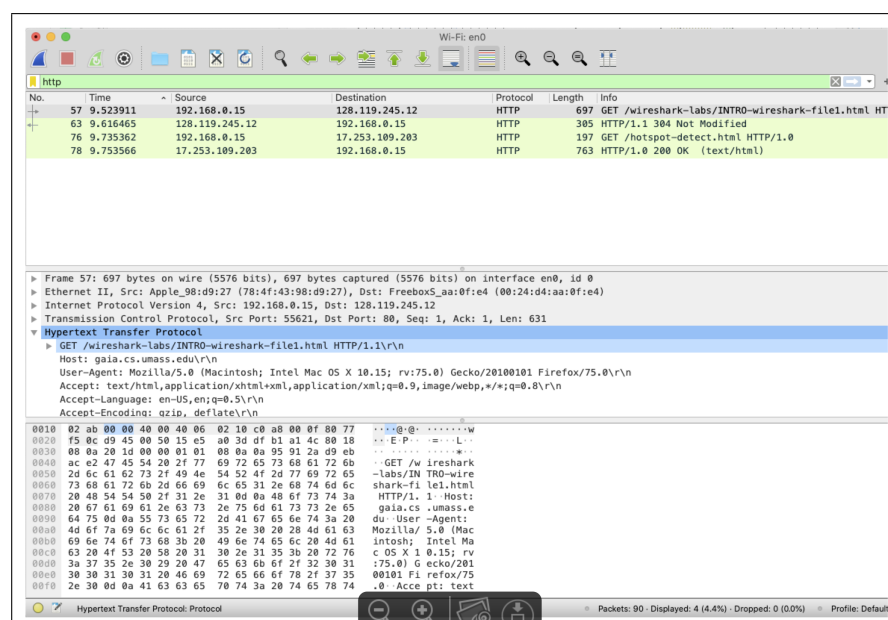 Wi-Fi: en0
http
No. Time Source Destination Protocol Length Info
57 9.523911 192.168.0.15 128.119.245.12 HTTP 697 GET /wireshark-labs/INTRO-wireshark-file1.html HT
63 9.616465 128.119.245.12 192.168.0.15 HTTP 305 HTTP/1.1 304 Not Modified
76 9.735362 192.168.0.15 17.253.109.203 HTTP 197 GET /hotspot-detect.html HTTP/1.0
78 9.753566 17.253.109.203 192.168.0.15 HTTP 763 HTTP/1.0 200 OK (text/html)
Frame 57: 697 bytes on wire (5576 bits), 697 bytes captured (5576 bits) on interface en0, id 0
Ethernet II, Src: Apple_98:d9:27 (78:4f:43:98:d9:27), Dst: FreeboxS_aa:0f:e4 (00:24:d4:aa:0f:e4)
Internet Protocol Version 4, Src: 192.168.0.15, Dst: 128.119.245.12
Transmission Control Protocol, Src Port: 55621, Dst Port: 80, Seq: 1, Ack: 1, Len: 631
Hypertext Transfer Protocol
GET /wireshark-labs/INTRO-wireshark-file1.html HTTP/1.1\r\n
Host: gaia.cs.umass.edu\r\n
User-Agent: Mozilla/5.0 (Macintosh; Intel Mac OS X 10.15; rv:75.0) Gecko/20100101 Firefox/75.0\r\n
Accept: text/html,application/xhtml+xml,application/xml;q=0.9,image/webp,*/*;q=0.8\r\n
Accept-Language: en-US,en;q=0.5\r\n
Accept-Encoding: gzip, deflate\r\n
0010 02 ab 00 00 40 00 40 06 02 10 c0 a8 00 0f 80 77 ····@·@· ·······w
0020 f5 0c d9 45 00 50 15 e5 a0 3d df b1 a1 4c 80 18 ···E·P·· ·=···L··
0030 08 0a 20 1d 00 00 01 01 08 0a 0a 95 91 2a d9 eb ·· ····· ·····*··
0040 ac e2 47 45 54 20 2f 77 69 72 65 73 68 61 72 6b ··GET /w ireshark
0050 2d 6c 61 62 73 2f 49 4e 54 52 4f 2d 77 69 72 65 -labs/IN TRO-wire
0060 73 68 61 72 6b 2d 66 69 6c 65 31 2e 68 74 6d 6c shark-fi le1.html
0070 20 48 54 54 50 2f 31 2e 31 0d 0a 48 6f 73 74 3a HTTP/1. 1··Host:
0080 20 67 61 69 61 2e 63 73 2e 75 6d 61 73 73 2e 65 gaia.cs .umass.e
0090 64 75 0d 0a 55 73 65 72 2d 41 67 65 6e 74 3a 20 du··User -Agent:
00a0 4d 6f 7a 69 6c 6c 61 2f 35 2e 30 20 28 4d 61 63 Mozilla/ 5.0 (Mac
00b0 69 6e 74 6f 73 68 3b 20 49 6e 74 65 6c 20 4d 61 intosh; Intel Ma
00c0 63 20 4f 53 20 58 20 31 30 2e 31 35 3b 20 72 76 c OS X 1 0.15; rv
00d0 3a 37 35 2e 30 29 20 47 65 63 6b 6f 2f 32 30 31 :75.0) G ecko/201
00e0 30 30 31 30 31 20 46 69 72 65 66 6f 78 2f 37 35 00101 Fi refox/75
00f0 2e 30 0d 0a 41 63 63 65 70 74 3a 20 74 65 78 74 .0··Acce pt: text
Hypertext Transfer Protocol: Protocol Packets: 90 · Displayed: 4 (4.4%) · Dropped: 0 (0.0%) Profile: Default